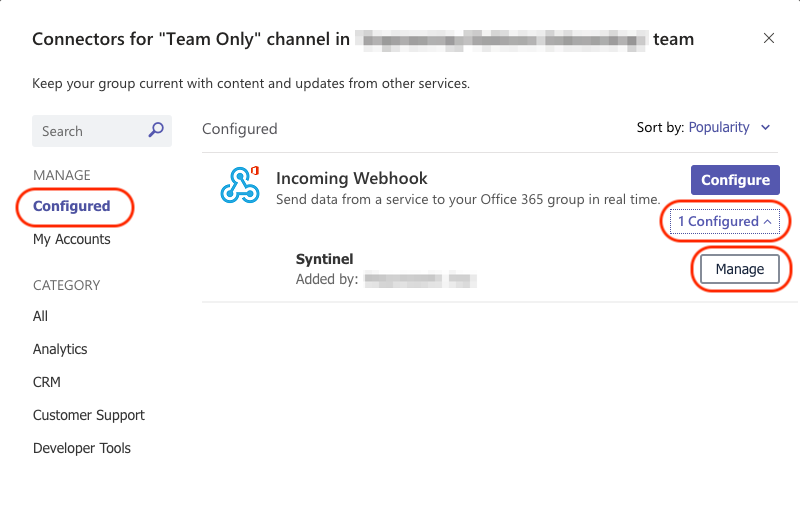 Connectors for "Team Only" channel in team
Keep your group current with content and updates from other services.
Search
MANAGE
Configured
My Accounts
CATEGORY
All
Analytics
CRM
Customer Support
Developer Tools
Configured
Sort by: Popularity
Incoming Webhook
Send data from a service to your Office 365 group in real time.
Configure
1 Configured
Syntinel
Added by:
Manage